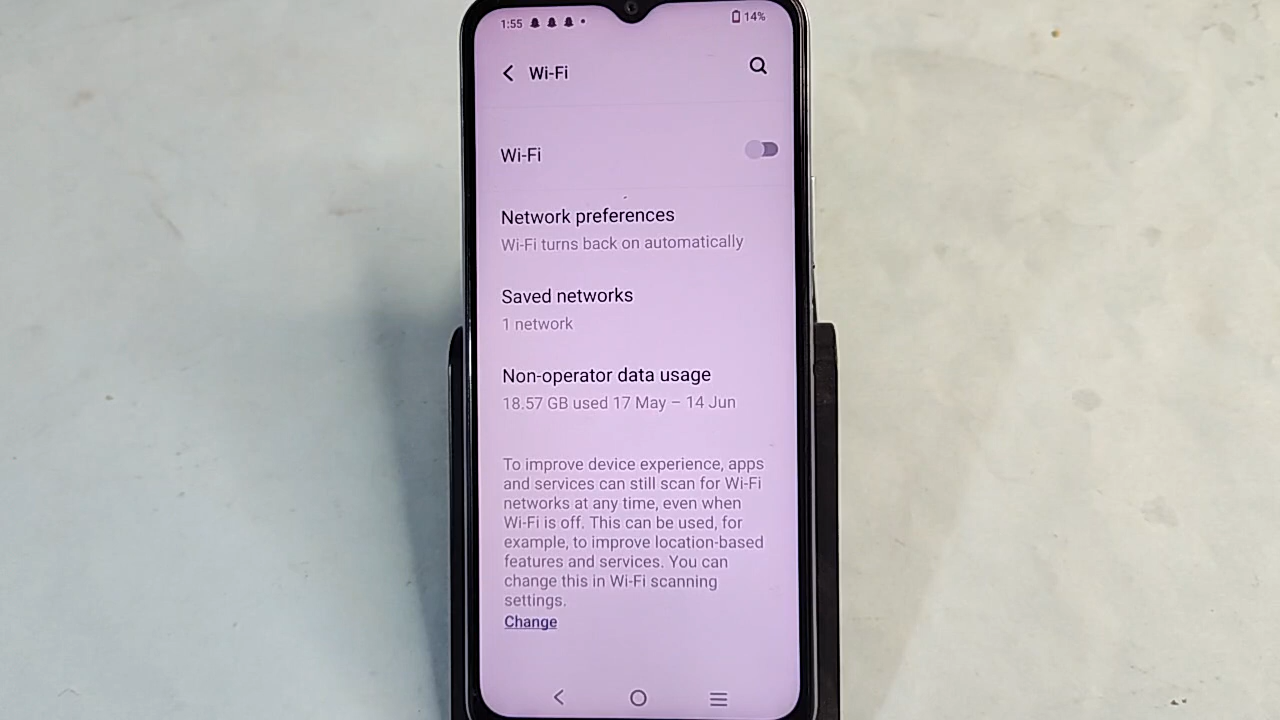 1:55
14%
Wi-Fi
Wi-Fi
Network preferences
Wi-Fi turns back on automatically
Saved networks
1 network
Non-operator data usage
18.57 GB used 17 May – 14 Jun
To improve device experience, apps
and services can still scan for Wi-Fi
networks at any time, even when
Wi-Fi is off. This can be used, for
example, to improve location-based
features and services. You can
change this in Wi-Fi scanning
settings.
Change